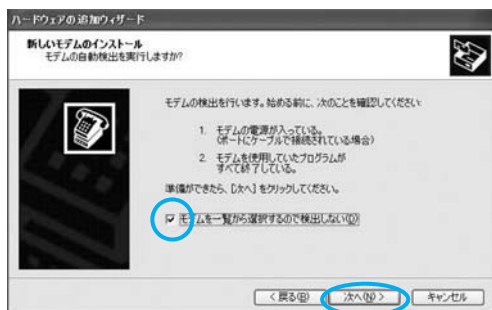 ハードウェアの追加ウィザード
新しいモデムのインストール
モデムの自動検出を実行しますか?
モデムの検出を行います。始める前に、次のことを確認してください:
1. モデムの電源が入っている。
(ポートにケーブルで接続されている場合)
2. モデムを使用していたプログラムが
すべて終了している。
準備ができたら、[次へ] をクリックしてください。
モデムを一覧から選択するので検出しない(D)
< 戻る(B) 次へ(N) > キャンセル